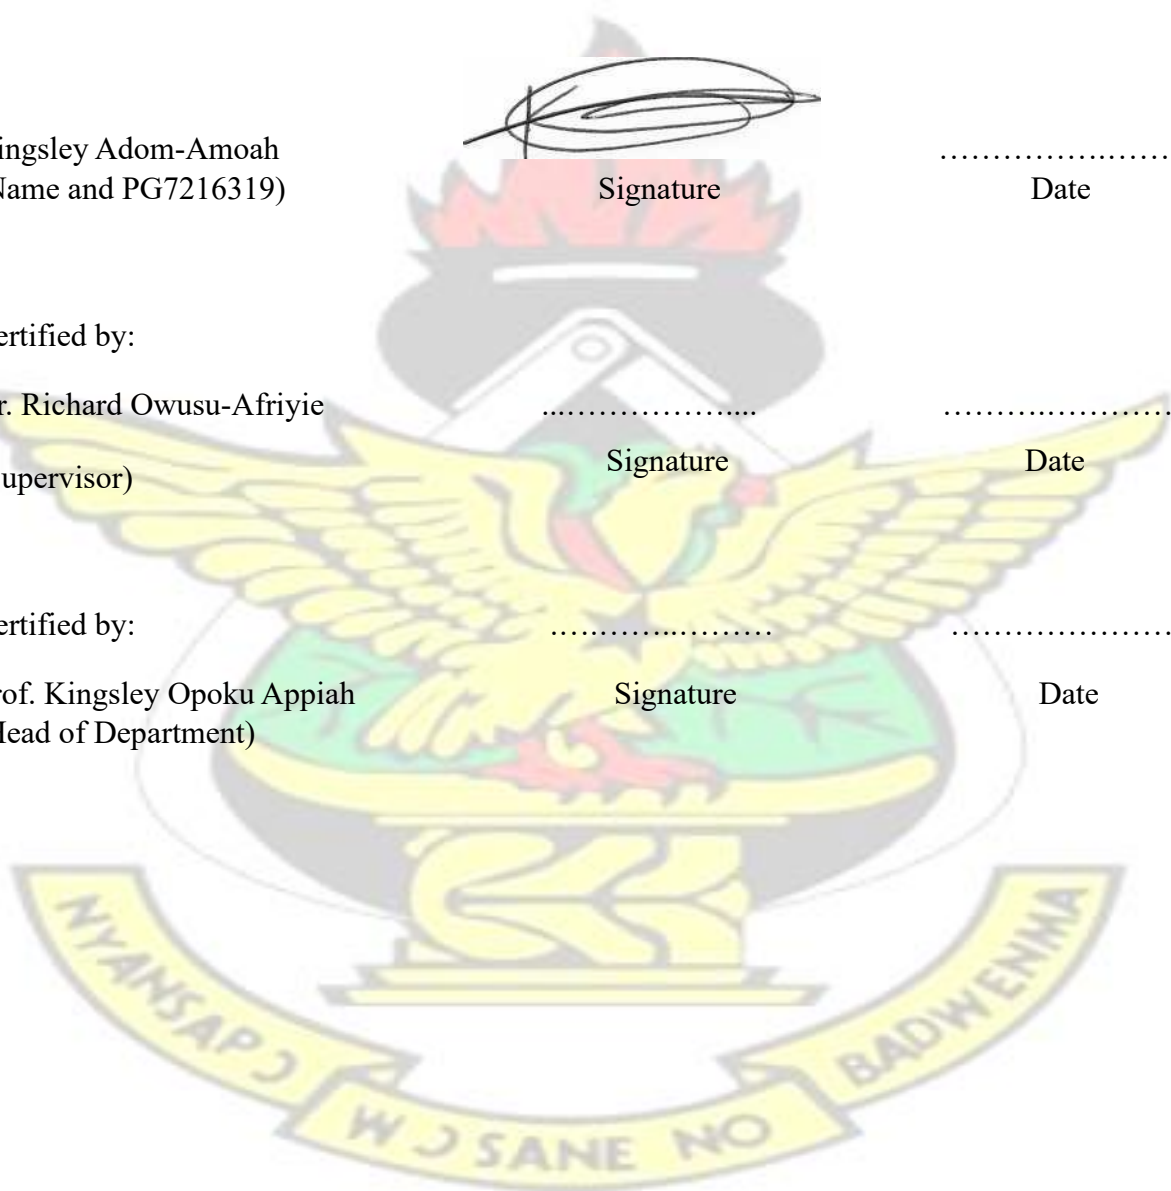 ingsley Adom-Amoah ……………..……
Name and PG7216319) Signature Date
ertified by:
r. Richard Owusu-Afriyie ...…………….... ……….…………
upervisor) Signature Date
ertified by: …..……..……… …………………
rof. Kingsley Opoku Appiah Signature Date
Head of Department)
NYANSAPƆ WƆSANE NO BADWENMA